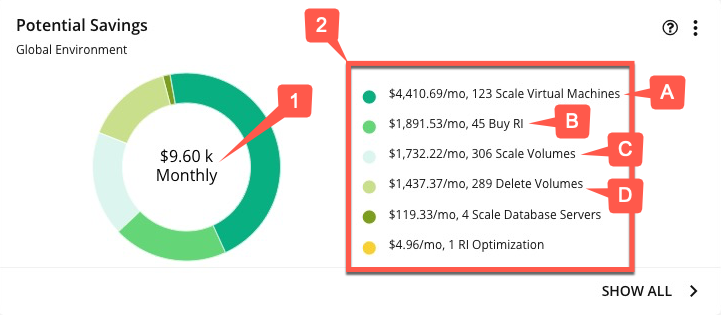 Potential Savings
Global Environment
2
1
$9.60 k
Monthly
$4,410.69/mo, 123 Scale Virtual Machines
A
$1,891.53/mo, 45 Buy RI
B
$1,732.22/mo, 306 Scale Volumes
C
$1,437.37/mo, 289 Delete Volumes
D
$119.33/mo, 4 Scale Database Servers
$4.96/mo, 1 RI Optimization
SHOW ALL